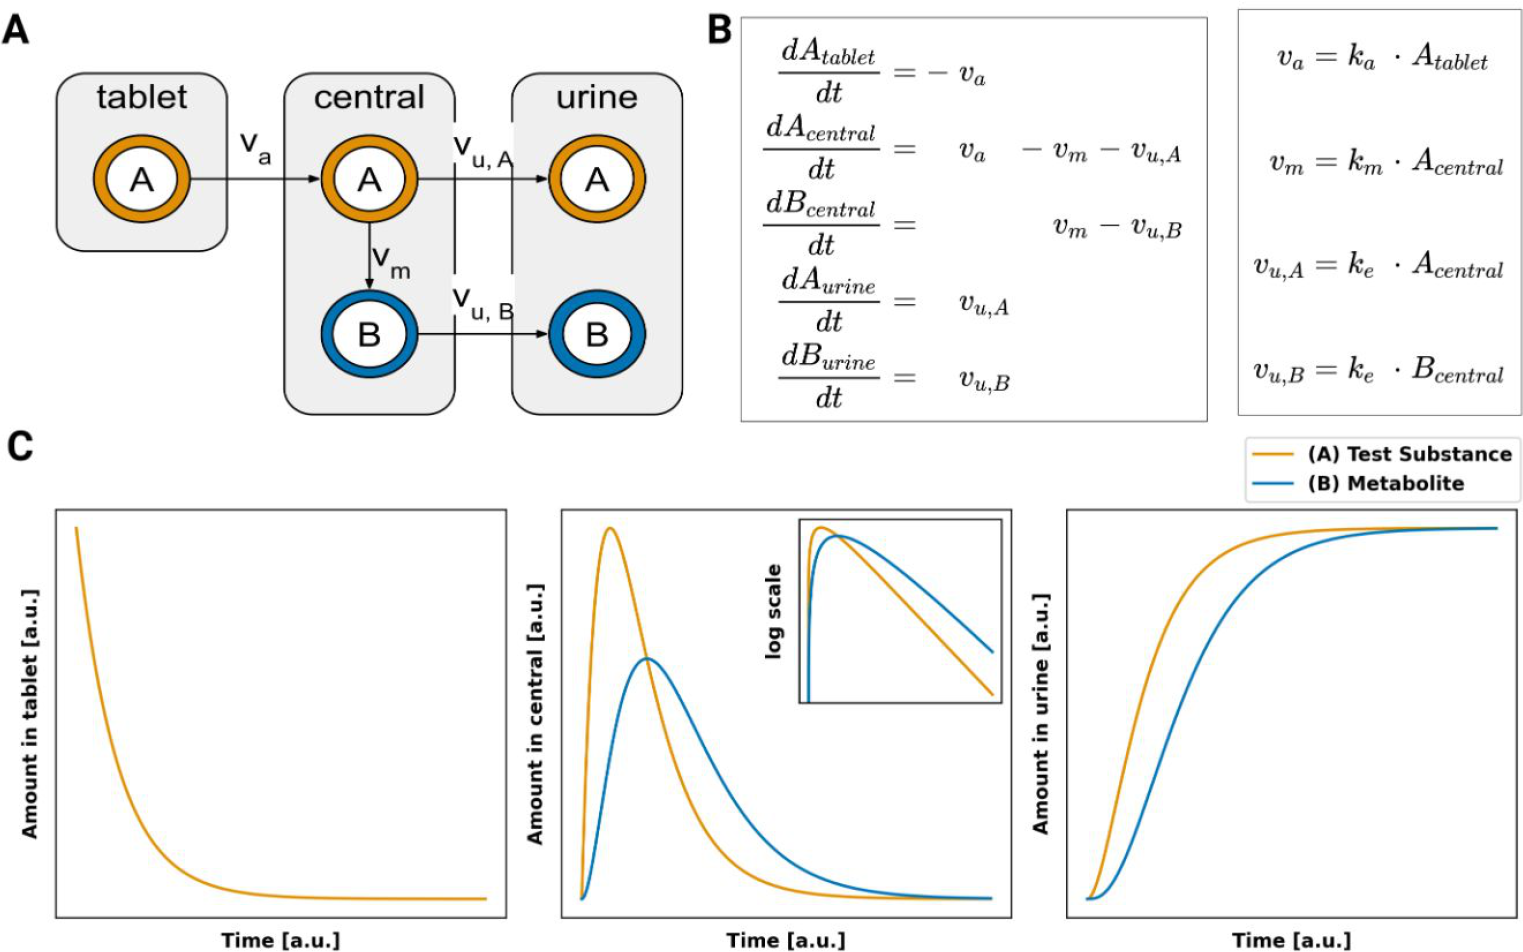 A
tablet
central
urine
A
v_a
A
v_{u, A}
A
v_m
B
v_{u, B}
B
B
\frac{dA_{tablet}}{dt} = - v_a
\frac{dA_{central}}{dt} = v_a - v_m - v_{u,A}
\frac{dB_{central}}{dt} = v_m - v_{u,B}
\frac{dA_{urine}}{dt} = v_{u,A}
\frac{dB_{urine}}{dt} = v_{u,B}
v_a = k_a \cdot A_{tablet}
v_m = k_m \cdot A_{central}
v_{u,A} = k_e \cdot A_{central}
v_{u,B} = k_e \cdot B_{central}
C
(A) Test Substance
(B) Metabolite
Amount in tablet [a.u.]
Time [a.u.]
Amount in central [a.u.]
log scale
Time [a.u.]
Amount in urine [a.u.]
Time [a.u.]